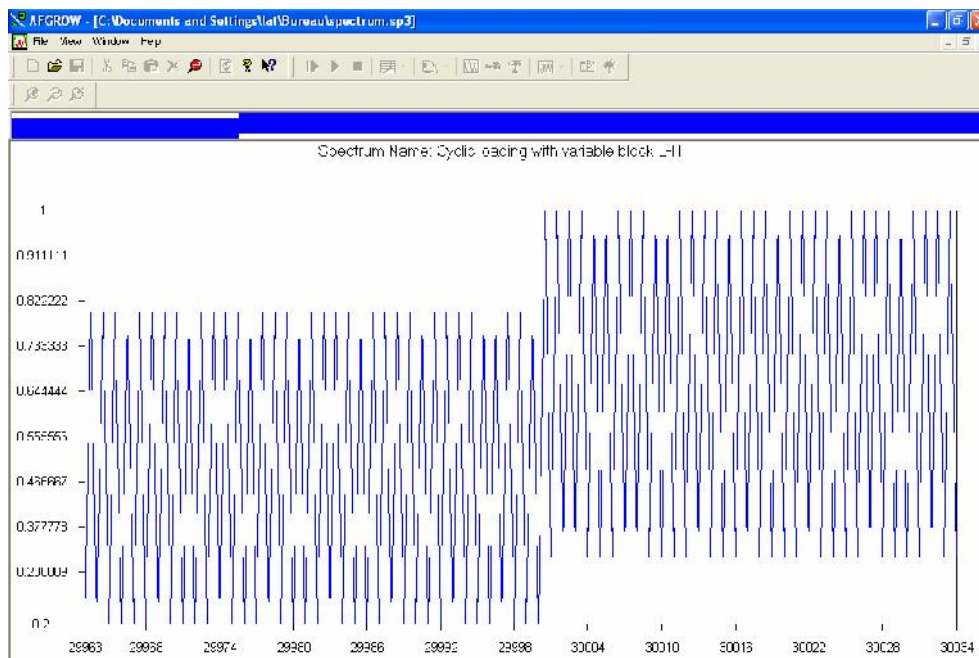 AFGROW - [C:\Documents and Settings\lat\Bureau\spectrum.sp3]
File View Window Help
Spectrum Name: Cyclic loading with variable block L-H
1
0.911111
0.822222
0.733333
0.644444
0.555555
0.466667
0.377778
0.2
29963 29968 29974 29980 29986 29992 29998 30004 30010 30016 30022 30028 30034